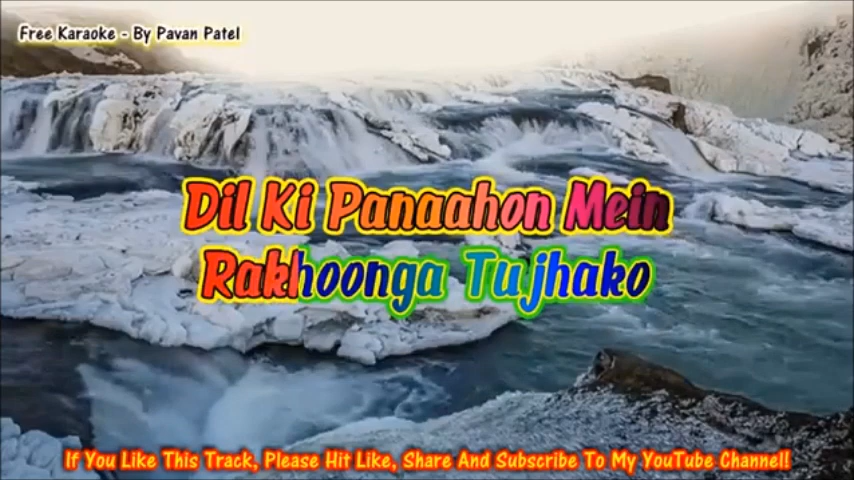 Free Karaoke - By Pavan Patel
Dil Ki Panaahon Mein
Rakhoonga Tujhako
If You Like This Track, Please Hit Like, Share And Subscribe To My YouTube Channel!